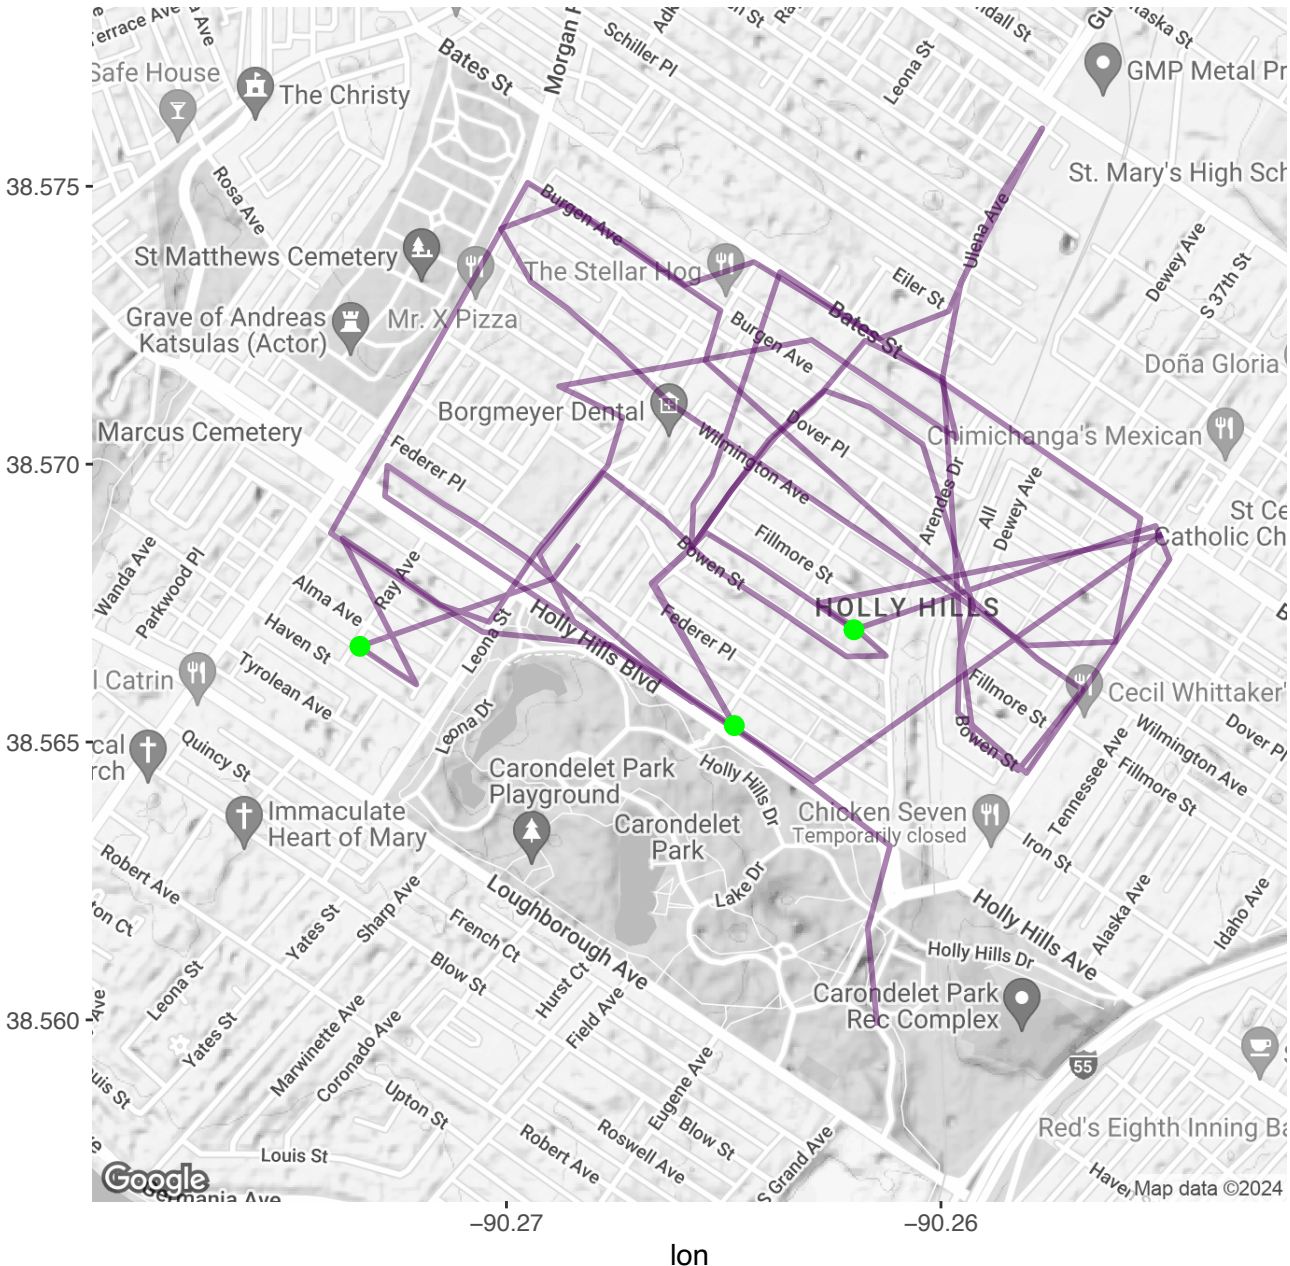 Terrace Ave
Bates St
Morgan F
Schiller Pl
Leona St
GMP Metal Pr
Safe House
The Christy
Rosa Ave
St. Mary's High Sch
38.575
Burgen Ave
Ullena Ave
Dewey Ave
S 37th St
St Matthews Cemetery
The Stellar Hog
Eiler St
Grave of Andreas
Katsulas (Actor)
Mr. X Pizza
Burgen Ave
Bates St
Doña Gloria
Borgmeyer Dental
Marcus Cemetery
Dover Pl
Chimichanga's Mexican
38.570
Federer Pl
Wilmington Ave
Arendes Dr
All
Dewey Ave
St Ce
Catholic Ch
Wanda Ave
Parkwood Pl
Ray Ave
Alma Ave
Bowen St
Fillmore St
HOLLY HILLS
Haven St
Leona St
Holly Hills Blvd
Federer Pl
l Catrin
Tyrolean Ave
Fillmore St
Cecil Whittaker'
38.565
cal
rch
Quincy St
Leona Dr
Bowen St
Wilmington Ave
Dover Pl
Carondelet Park
Playground
Holly Hills Dr
Tennessee Ave
Fillmore St
Immaculate
Heart of Mary
Carondelet
Park
Chicken Seven
Temporarily closed
Iron St
Robert Ave
Sharp Ave
Lake Dr
Holly Hills Ave
Alaska Ave
Idaho Ave
ton Ct
Yates St
Loughborough Ave
French Ct
Blow St
Hurst Ct
Holly Hills Dr
Leona St
Field Ave
Carondelet Park
Rec Complex
38.560
Ave
Yates St
Marwinette Ave
Coronado Ave
Eugene Ave
55
uis St
Upton St
Roswell Ave
Blow St
Red's Eighth Inning Ba
Louis St
Robert Ave
S Grand Ave
Google
Germania Ave
Map data ©2024
−90.27
−90.26
lon